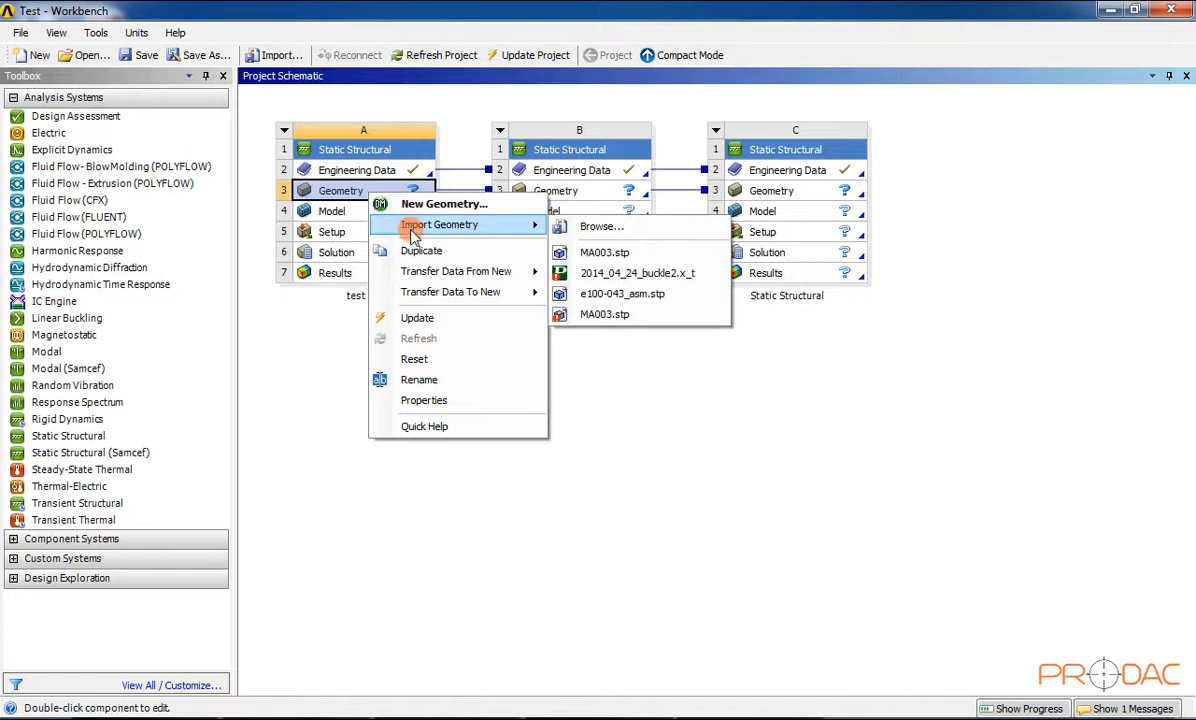 Test - Workbench
File View Tools Units Help
New Open... Save Save As... Import... Reconnect Refresh Project Update Project Project Compact Mode
Toolbox
Project Schematic
Analysis Systems
Design Assessment
Electric
Explicit Dynamics
Fluid Flow - BlowMolding (POLYFLOW)
Fluid Flow - Extrusion (POLYFLOW)
Fluid Flow (CFX)
Fluid Flow (FLUENT)
Fluid Flow (POLYFLOW)
Harmonic Response
Hydrodynamic Diffraction
Hydrodynamic Time Response
IC Engine
Linear Buckling
Magnetostatic
Modal
Modal (Samcef)
Random Vibration
Response Spectrum
Rigid Dynamics
Static Structural
Static Structural (Samcef)
Steady-State Thermal
Thermal-Electric
Transient Structural
Transient Thermal
Component Systems
Custom Systems
Design Exploration
View All / Customize...
A
1 Static Structural
2 Engineering Data
3 Geometry
4 Model
5 Setup
6 Solution
7 Results
test
B
1 Static Structural
2 Engineering Data
3 Geometry
del
C
1 Static Structural
2 Engineering Data
3 Geometry
Model
Setup
Solution
Results
Static Structural
New Geometry...
Import Geometry
Duplicate
Transfer Data From New
Transfer Data To New
Update
Refresh
Reset
Rename
Properties
Quick Help
Browse...
MA003.stp
2014_04_24_buckle2.x_t
e100-043_asm.stp
MA003.stp
PRODAC
Double-click component to edit.
Show Progress Show 1 Messages